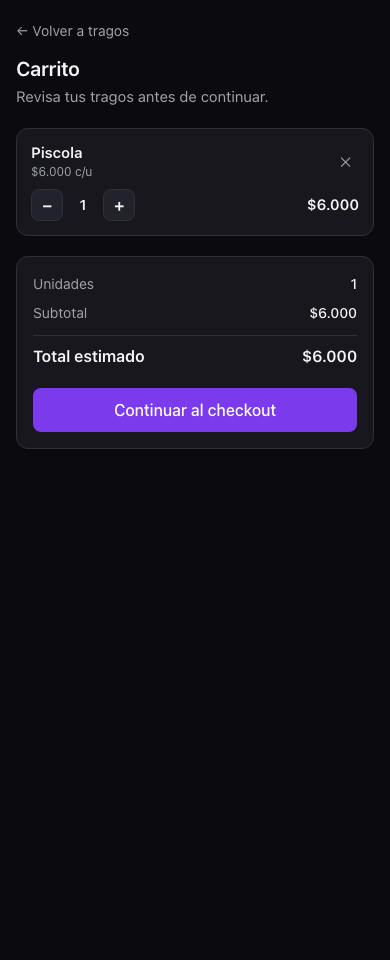 ← Volver a tragos
Carrito
Revisa tus tragos antes de continuar.
Piscola
$6.000 c/u
− 1 + $6.000
Unidades 1
Subtotal $6.000
Total estimado $6.000
Continuar al checkout